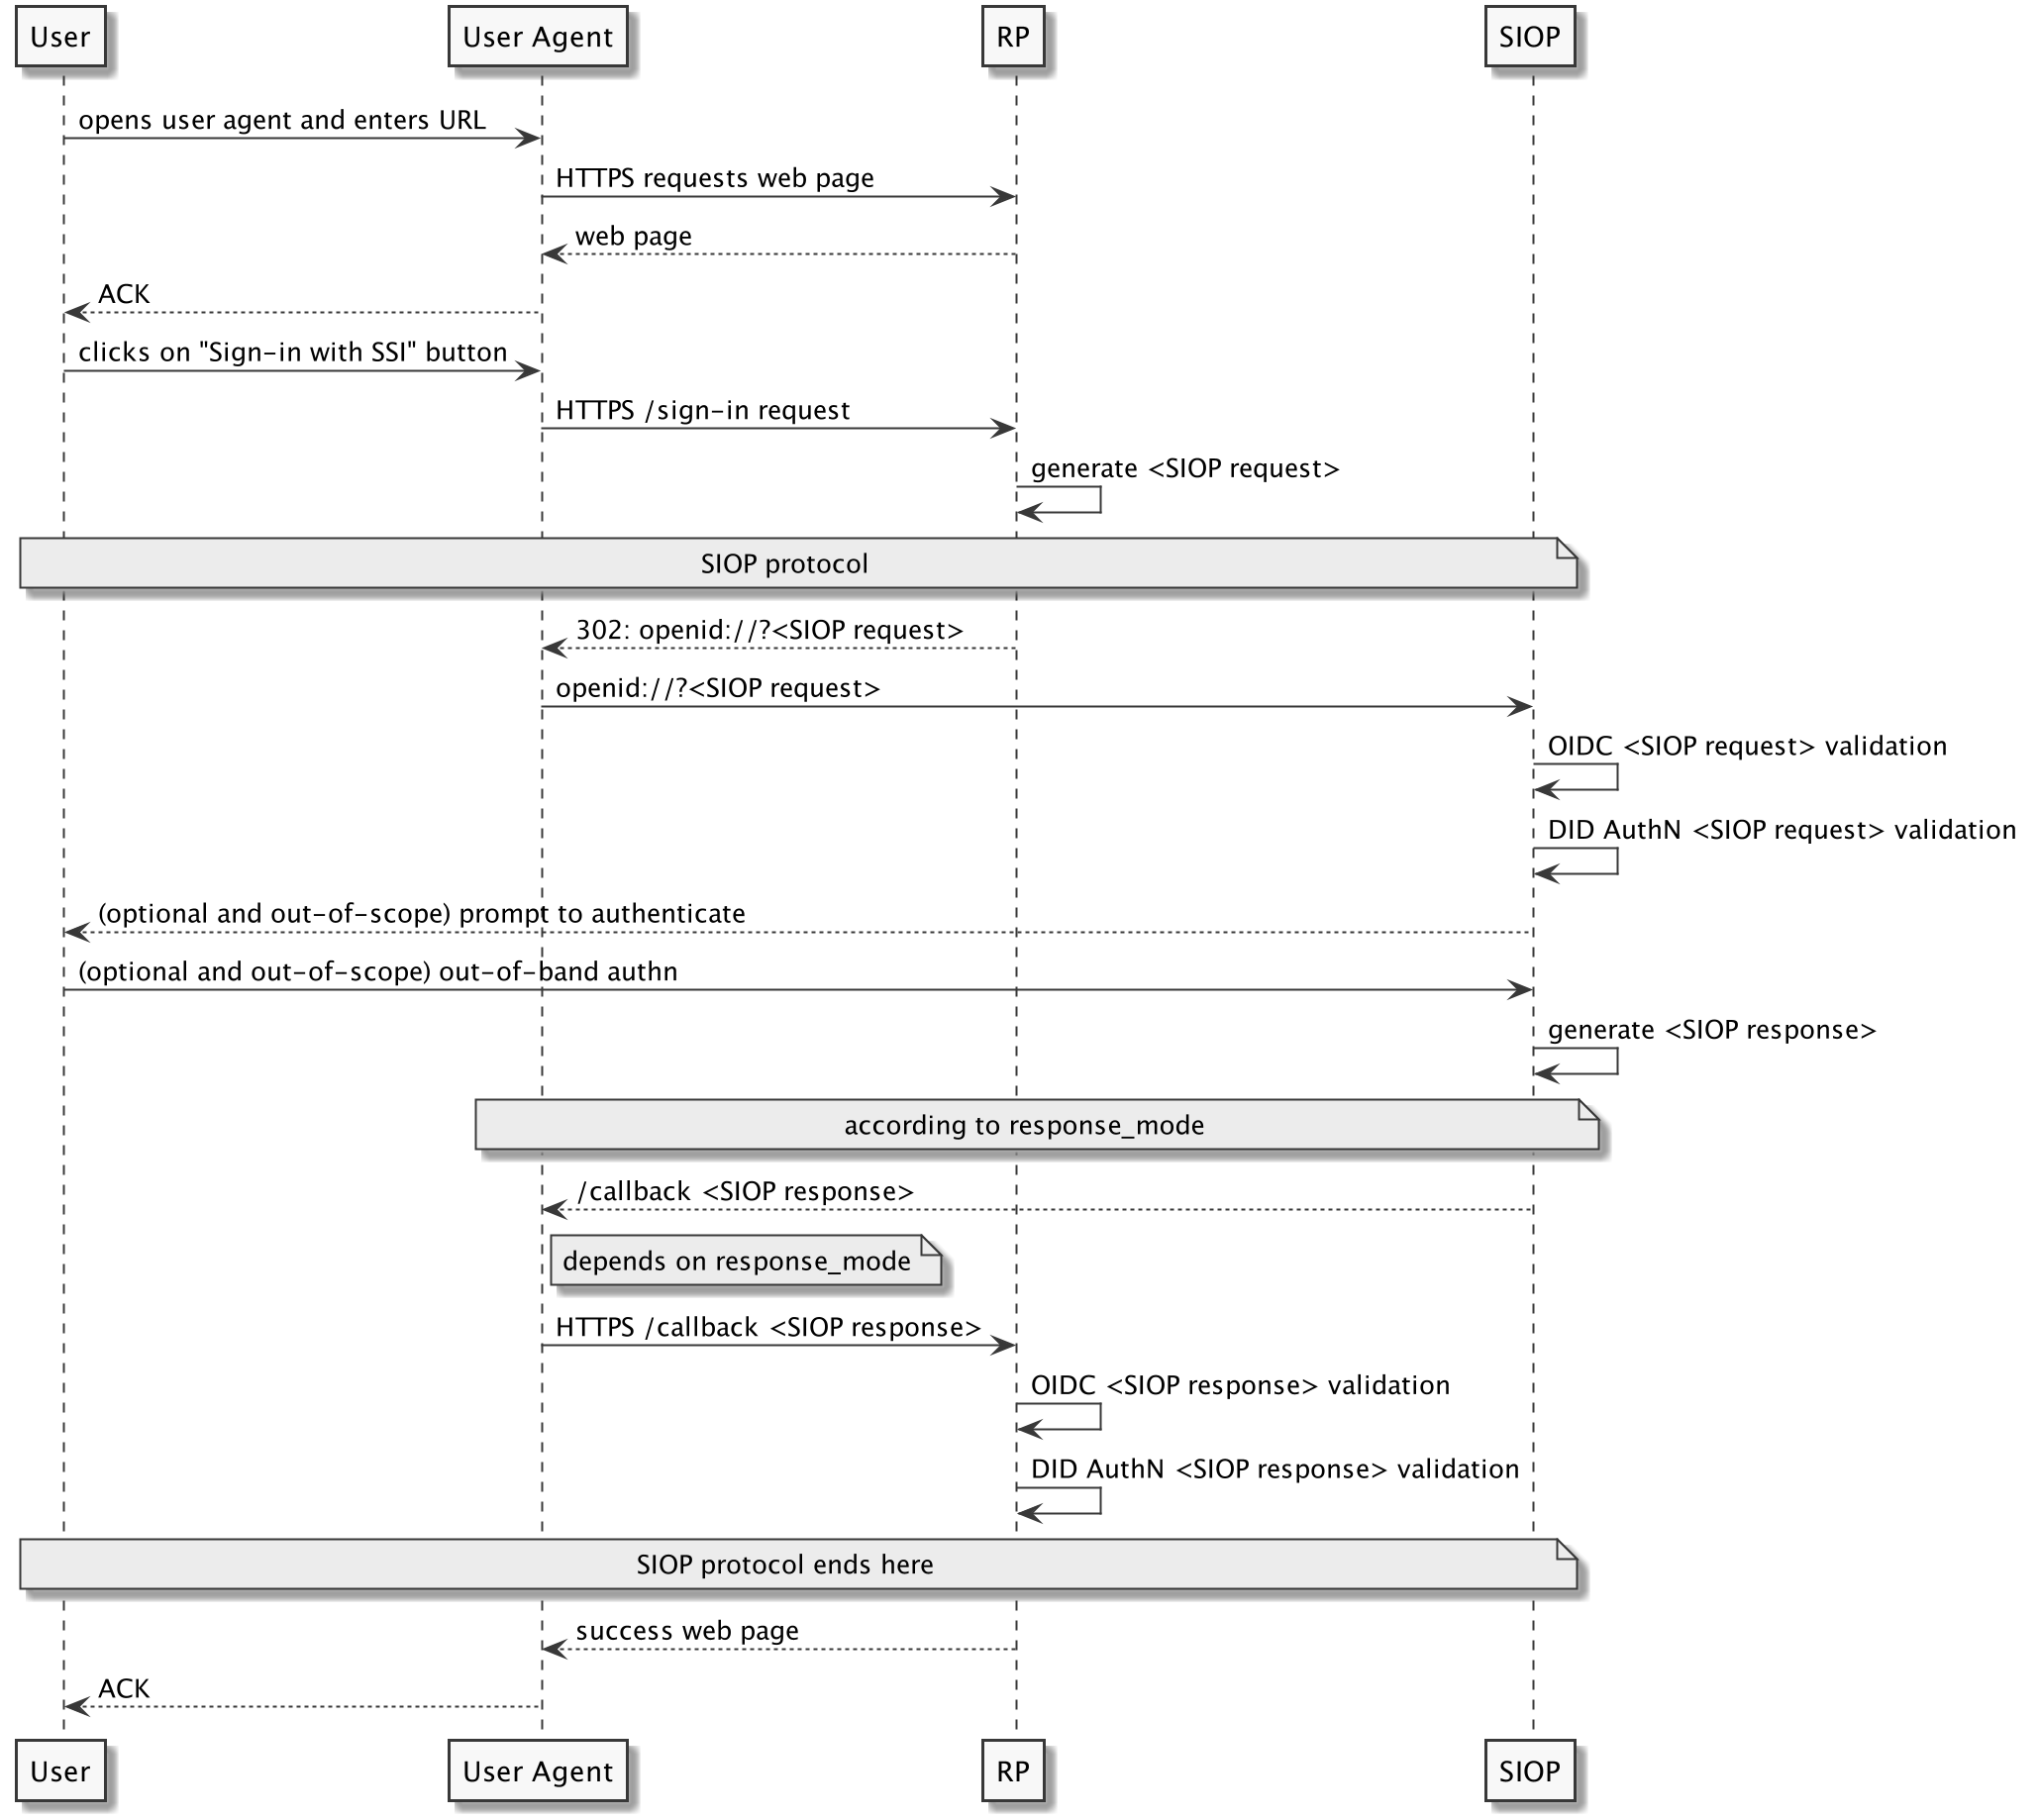 User
User Agent
RP
SIOP
opens user agent and enters URL
HTTPS requests web page
web page
ACK
clicks on "Sign-in with SSI" button
HTTPS /sign-in request
generate <SIOP request>
SIOP protocol
302: openid://?<SIOP request>
openid://?<SIOP request>
OIDC <SIOP request> validation
DID AuthN <SIOP request> validation
(optional and out-of-scope) prompt to authenticate
(optional and out-of-scope) out-of-band authn
generate <SIOP response>
according to response_mode
/callback <SIOP response>
depends on response_mode
HTTPS /callback <SIOP response>
OIDC <SIOP response> validation
DID AuthN <SIOP response> validation
SIOP protocol ends here
success web page
ACK
User
User Agent
RP
SIOP